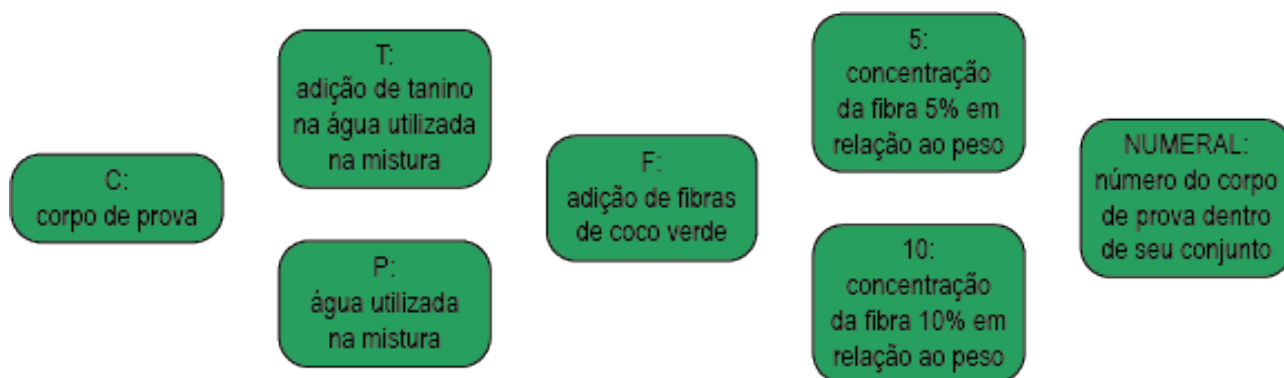 C:
corpo de prova
T:
adição de tanino
na água utilizada
na mistura
P:
água utilizada
na mistura
F:
adição de fibras
de coco verde
5:
concentração
da fibra 5% em
relação ao peso
10:
concentração
da fibra 10% em
relação ao peso
NUMERAL:
número do corpo
de prova dentro
de seu conjunto